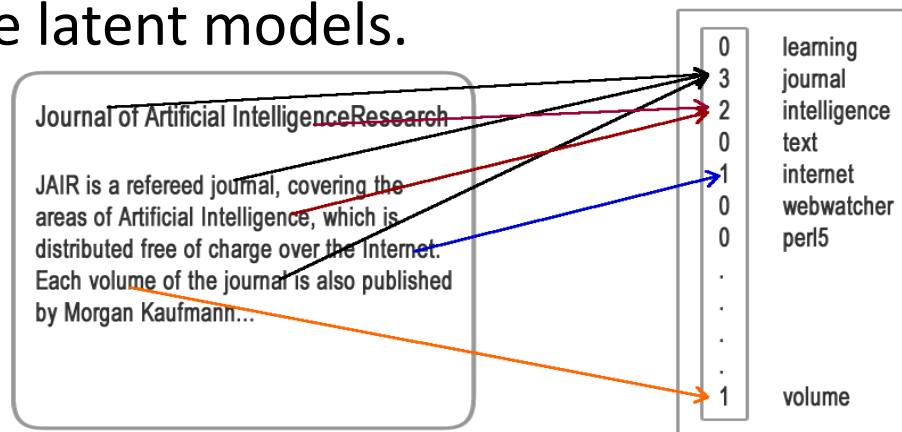 e latent models.
Journal of Artificial IntelligenceResearch
JAIR is a refereed journal, covering the
areas of Artificial Intelligence, which is
distributed free of charge over the Internet.
Each volume of the journal is also published
by Morgan Kaufmann...
0 learning
3 journal
2 intelligence
0 text
1 internet
0 webwatcher
0 perl5
.
.
.
.
1 volume